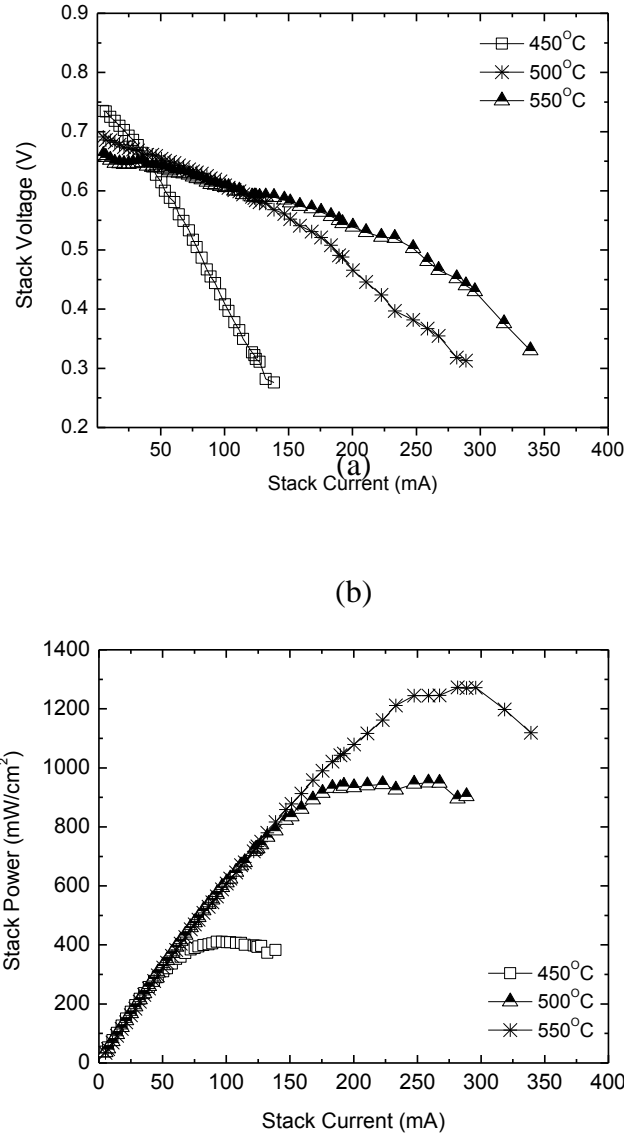 0.9
0.8
0.7
0.6
0.5
0.4
0.3
0.2
Stack Voltage (V)
450°C
500°C
550°C
50 100 150 200 250 300 350 400
Stack Current (mA)
(a)
(b)
1400
1200
1000
800
600
400
200
0
Stack Power (mW/cm²)
450°C
500°C
550°C
0 50 100 150 200 250 300 350 400
Stack Current (mA)